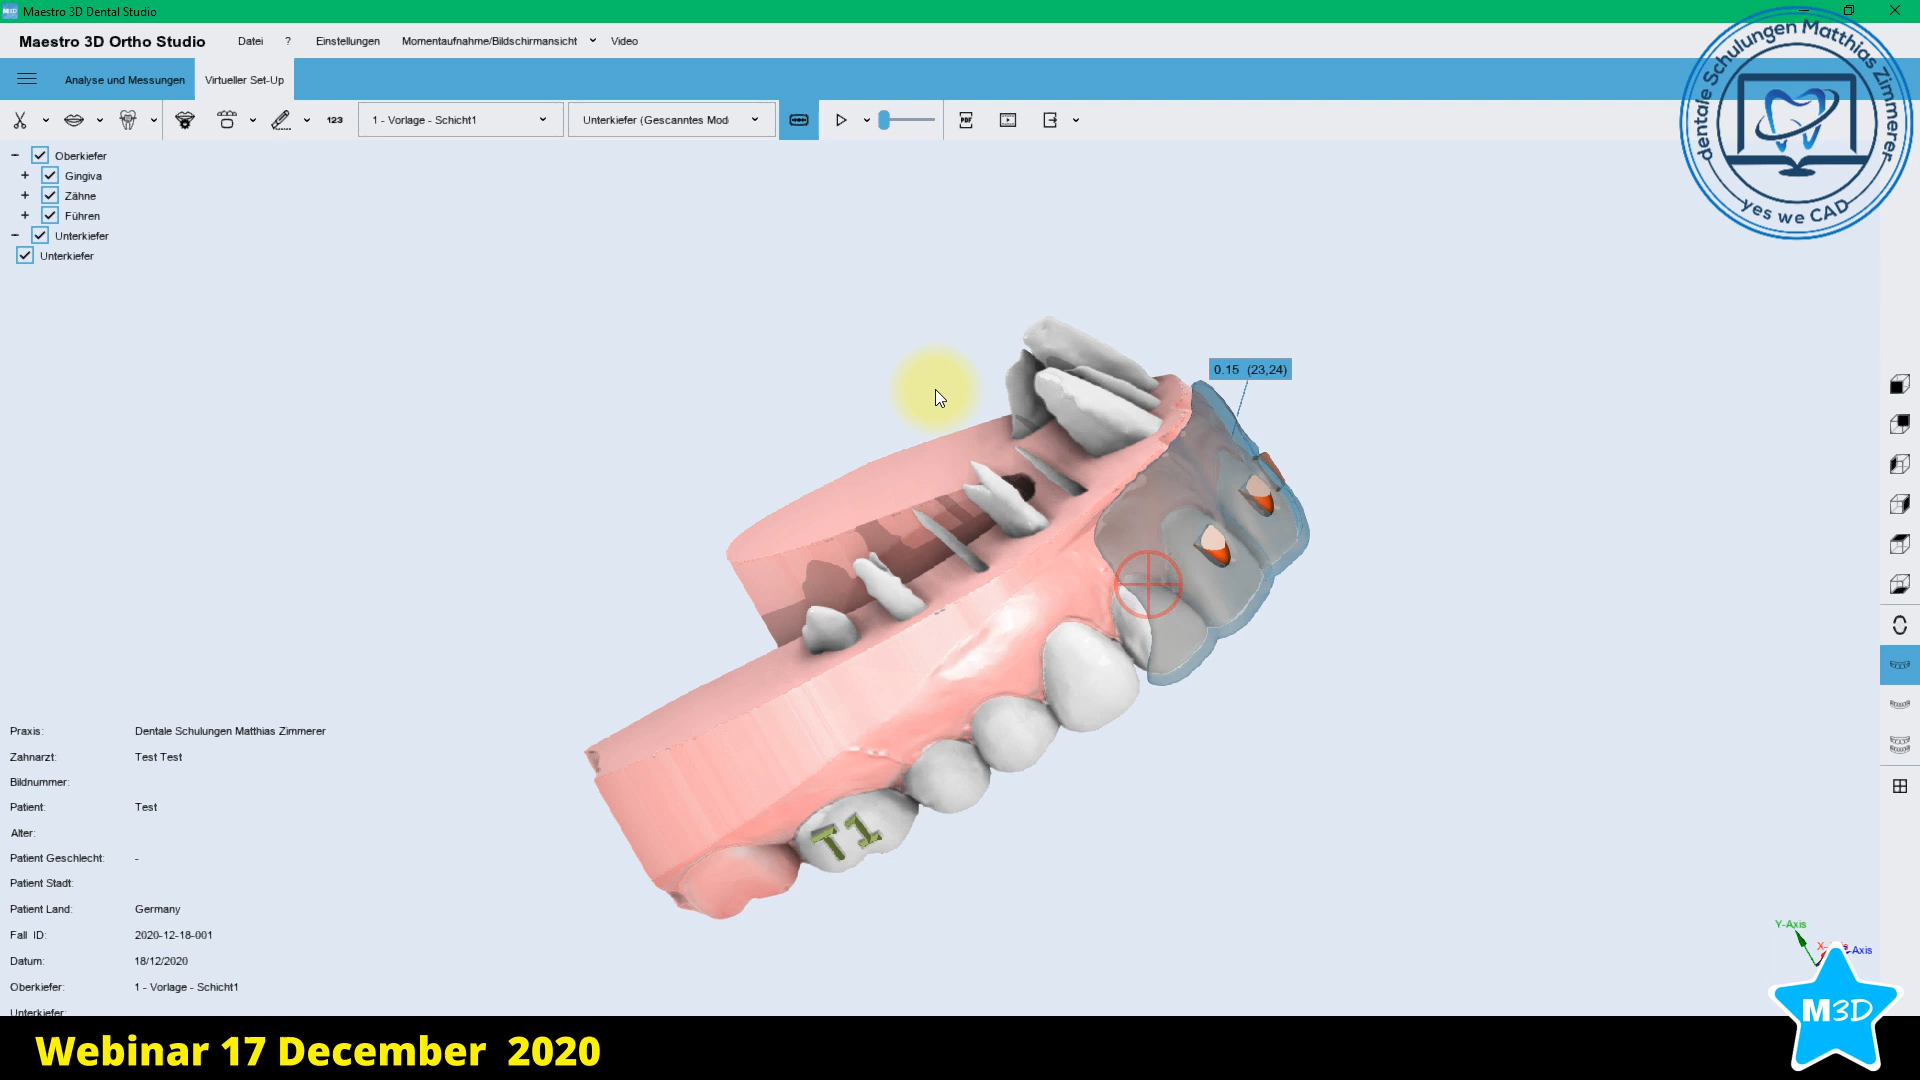 Maestro 3D Dental Studio
Maestro 3D Ortho Studio
Datei
?
Einstellungen
Momentaufnahme/Bildschirmansicht
Video
Analyse und Messungen
Virtueller Set-Up
123
1 - Vorlage - Schicht1
Unterkiefer (Gescanntes Mod
PDF
dentale Schulungen Matthias Zimmerer
yes we CAD
Oberkiefer
Gingiva
Zähne
Führen
Unterkiefer
Unterkiefer
0.15 (23,24)
T1
Praxis: Dentale Schulungen Matthias Zimmerer
Zahnarzt: Test Test
Bildnummer:
Patient: Test
Alter:
Patient Geschlecht: -
Patient Stadt:
Patient Land: Germany
Fall ID: 2020-12-18-001
Datum: 18/12/2020
Oberkiefer: 1 - Vorlage - Schicht1
Unterkiefer:
Y-Axis
Axis
M3D
Webinar 17 December 2020